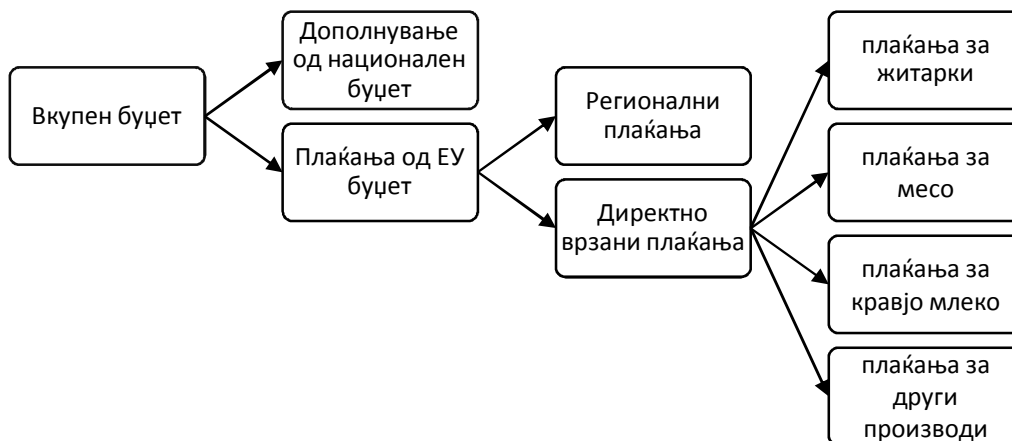 Вкупен буџет
Дополнување
од национален
буџет
Плаќања од ЕУ
буџет
Регионални
плаќања
Директно
врзани плаќања
плаќања за
житарки
плаќања за
месо
плаќања за
кравјо млеко
плаќања за
други
производи